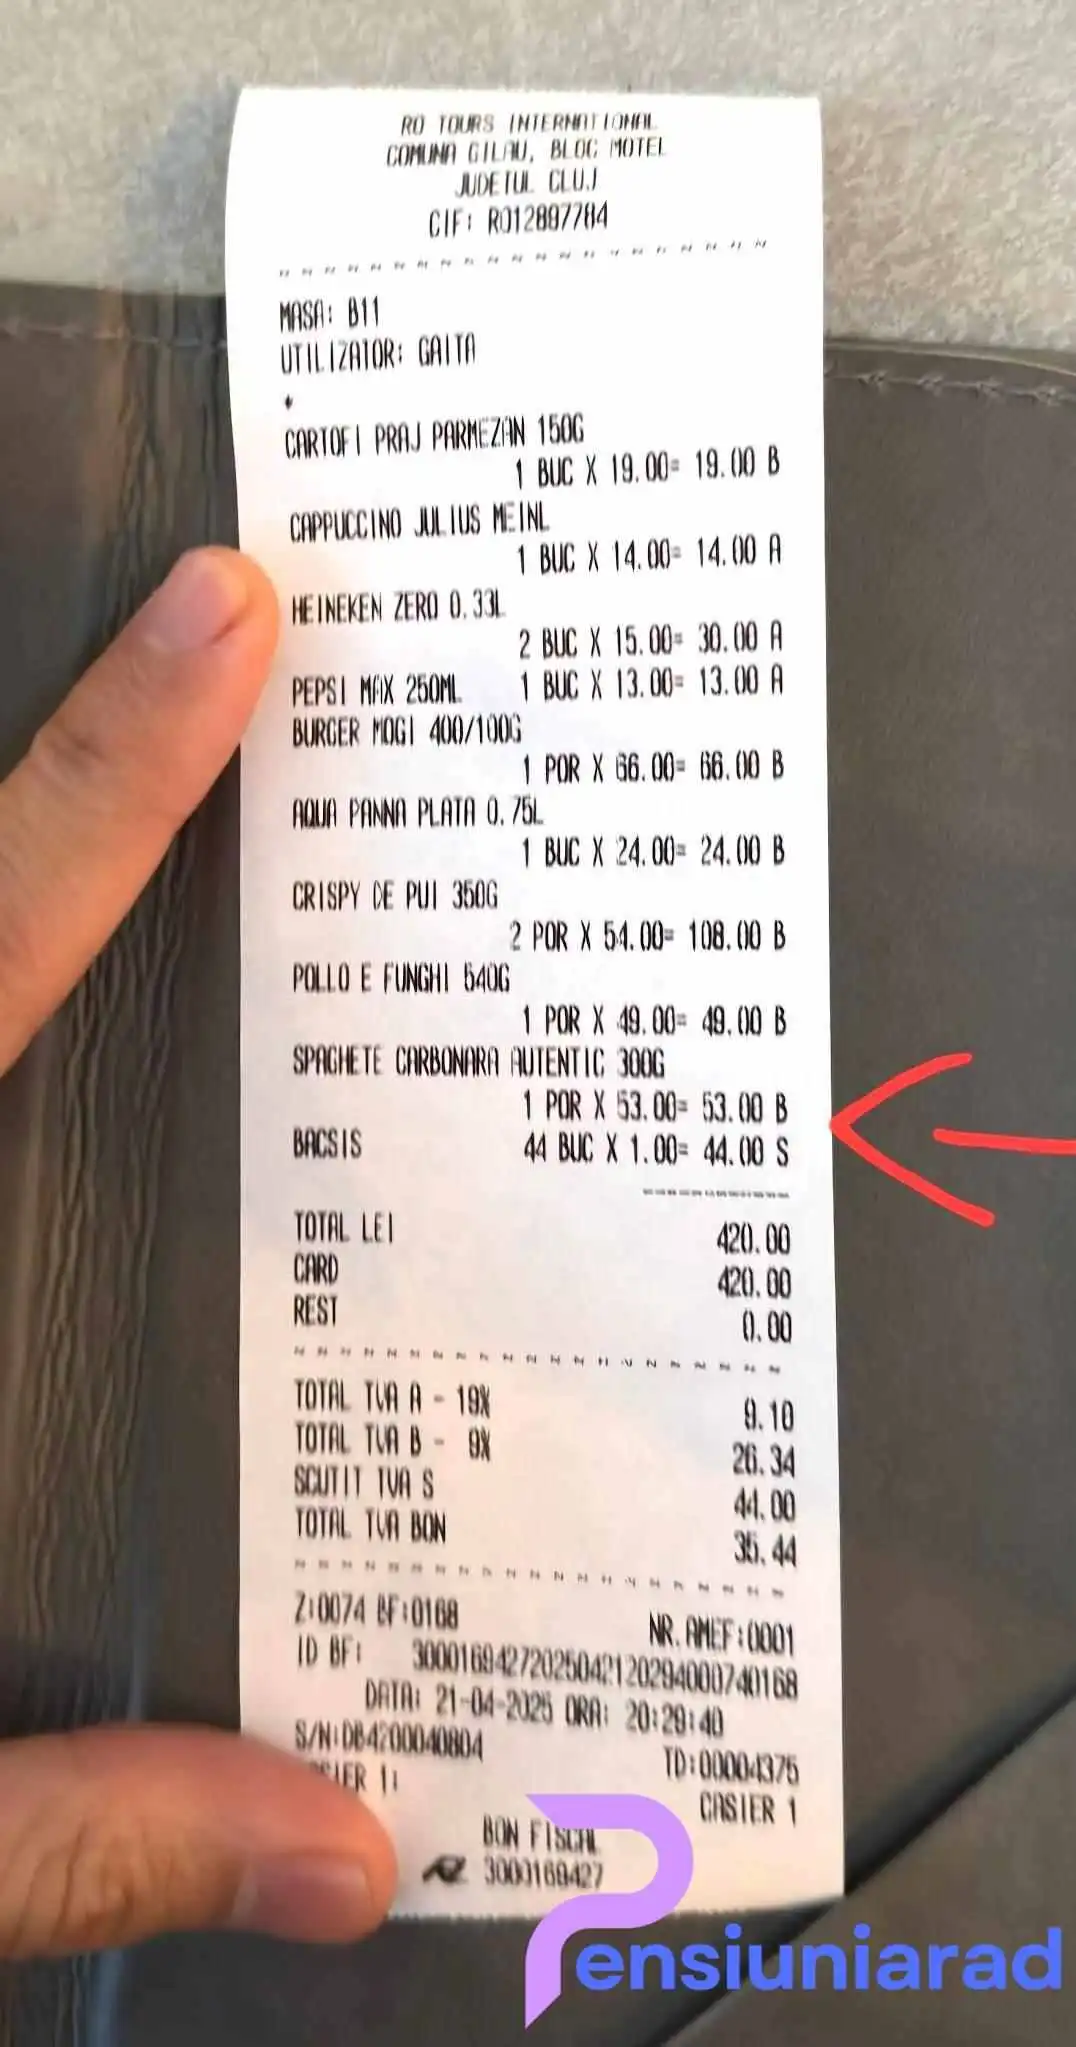 RO TOURS INTERNATIONAL
COMUNA GILAU, BLOC MOTEL
JUDETUL CLUJ
CIF: RO12897784
MASA: B11
UTILIZATOR: GAITA
*
CARTOFI PRAJ PARMEZAN 150G
1 BUC X 19.00= 19.00 B
CAPPUCCINO JULIUS MEINL
1 BUC X 14.00= 14.00 A
HEINEKEN ZERO 0.33L
2 BUC X 15.00= 30.00 A
PEPSI MAX 250ML 1 BUC X 13.00= 13.00 A
BURGER MOGI 400/100G
1 POR X 66.00= 66.00 B
AQUA PANNA PLATA 0.75L
1 BUC X 24.00= 24.00 B
CRISPY DE PUI 350G
2 POR X 54.00= 108.00 B
POLLO E FUNGHI 540G
1 POR X 49.00= 49.00 B
SPAGHETE CARBONARA AUTENTIC 300G
1 POR X 53.00= 53.00 B
BACSIS 44 BUC X 1.00= 44.00 S
TOTAL LEI 420.00
CARD 420.00
REST 0.00
TOTAL TVA A - 19% 9.10
TOTAL TVA B - 9% 26.34
SCUTIT TVA S 44.00
TOTAL TVA BON 35.44
Z:0074 BF:0168 NR.AMEF:0001
ID BF: 30001694272025042120294000740168
DATA: 21-04-2025 ORA: 20:29:40
S/N:DB4200040804 TD:00004375
IER 1: CASIER 1
BON FISCAL
3000169427
Pensiuniarad